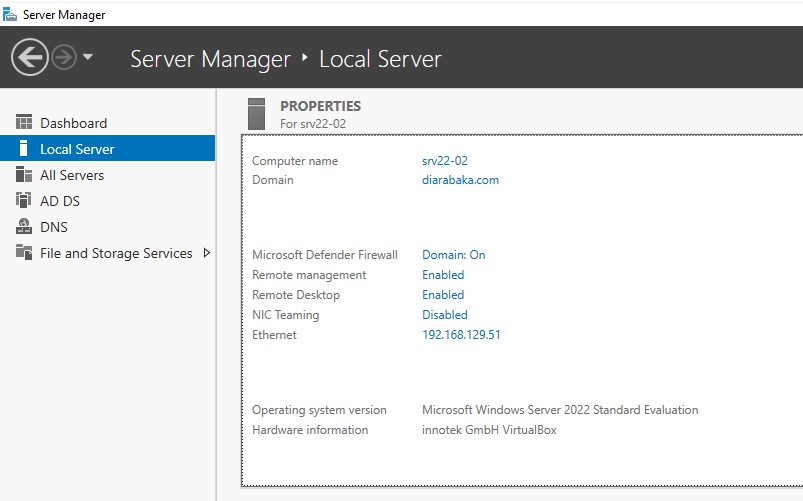 Server Manager
Server Manager ‣ Local Server
Dashboard
Local Server
All Servers
AD DS
DNS
File and Storage Services
PROPERTIES
For srv22-02
Computer name srv22-02
Domain diarabaka.com
Microsoft Defender Firewall Domain: On
Remote management Enabled
Remote Desktop Enabled
NIC Teaming Disabled
Ethernet 192.168.129.51
Operating system version Microsoft Windows Server 2022 Standard Evaluation
Hardware information innotek GmbH VirtualBox